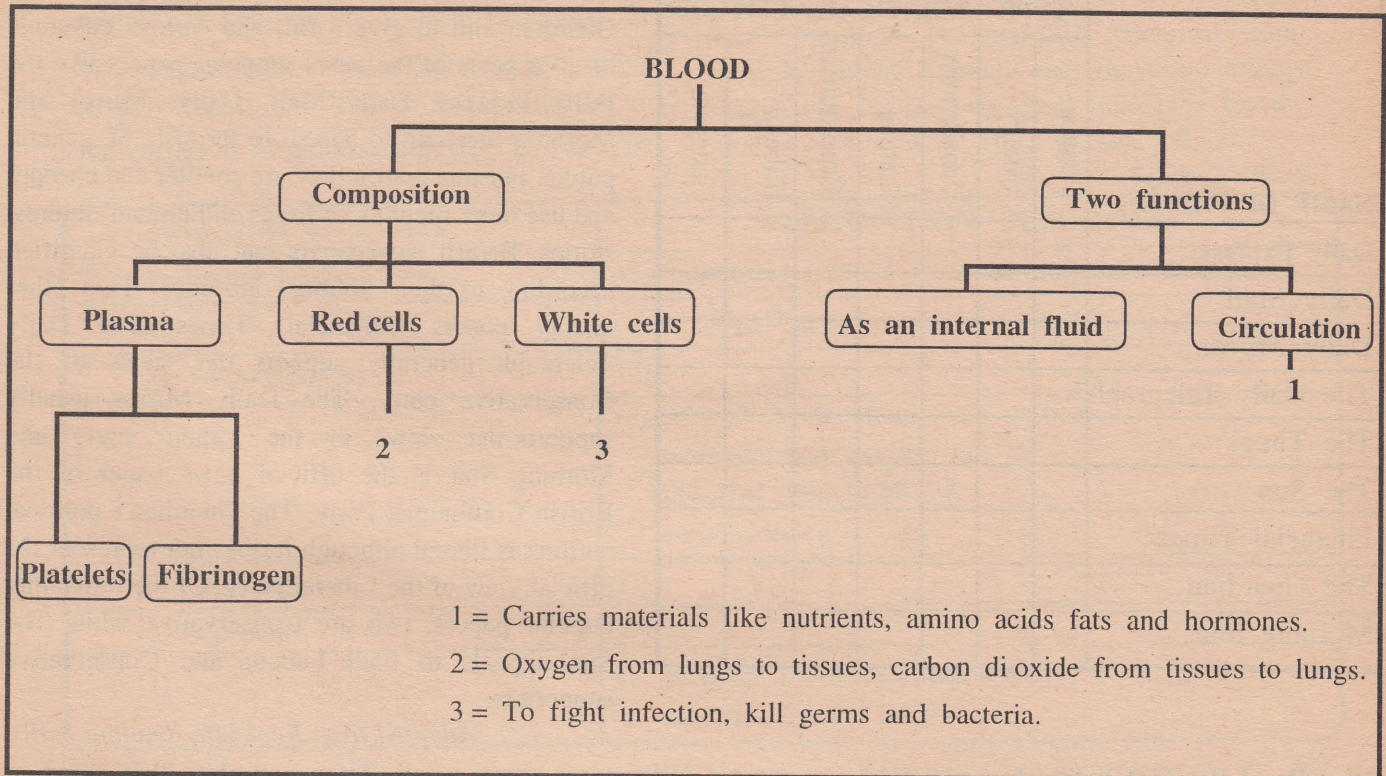 BLOOD
Composition
Two functions
Plasma
Red cells
White cells
As an internal fluid
Circulation
1
2
3
Platelets
Fibrinogen
1 = Carries materials like nutrients, amino acids fats and hormones.
2 = Oxygen from lungs to tissues, carbon di oxide from tissues to lungs.
3 = To fight infection, kill germs and bacteria.